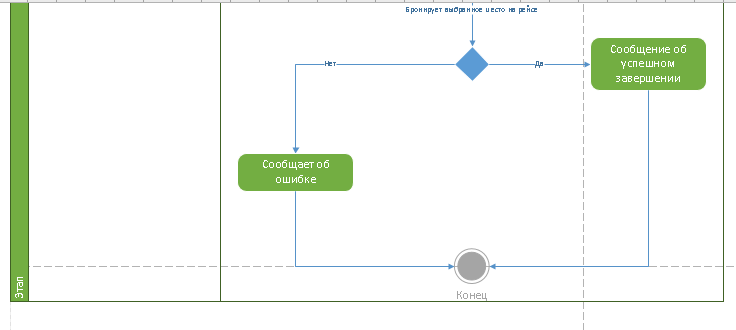 Бронирует выбранное место на рейсе
Нет
Да
Сообщение об
успешном
завершении
Сообщает об
ошибке
Этап
Конец